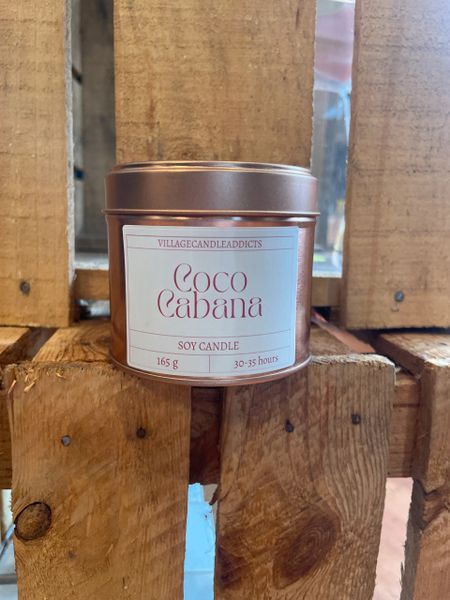 VILLAGECANDLEADDICTS
Coco
Cabana
SOY CANDLE
165 g 30-35 hours